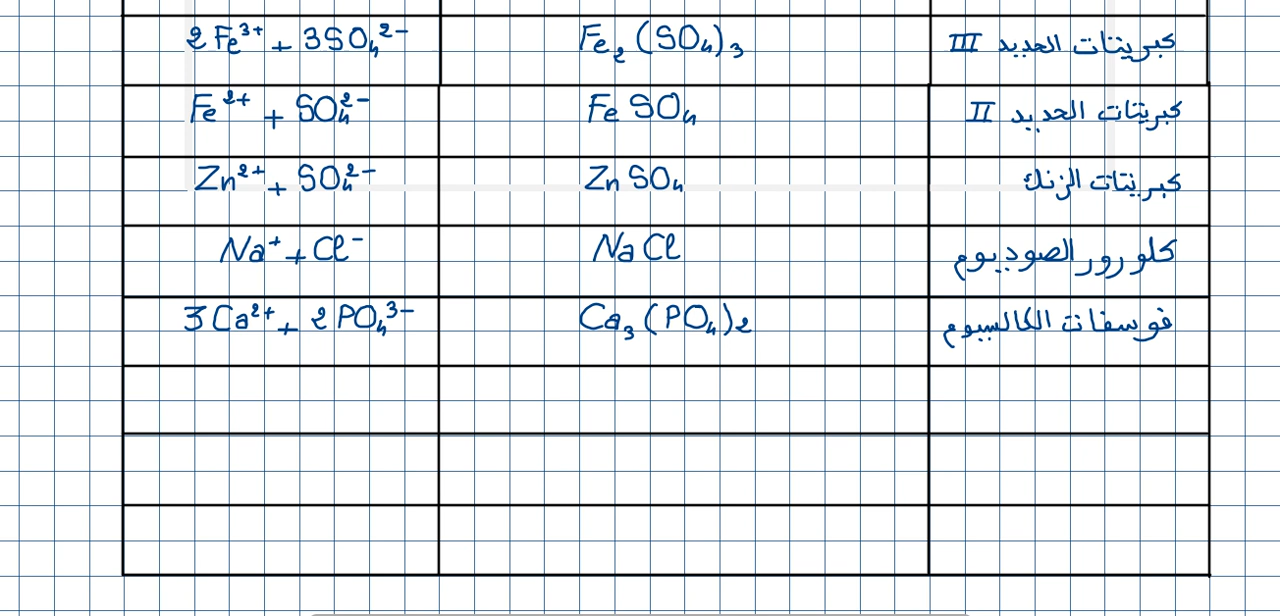 كبريتات الحديد III Fe₂(SO₄)₃ 2Fe³⁺ + 3SO₄²⁻
كبريتات الحديد II FeSO₄ Fe²⁺ + SO₄²⁻
كبريتات الزنك ZnSO₄ Zn²⁺ + SO₄²⁻
كلورور الصوديوم NaCl Na⁺ + Cl⁻
فوسفات الكالسيوم Ca₃(PO₄)₂ 3Ca²⁺ + 2PO₄³⁻